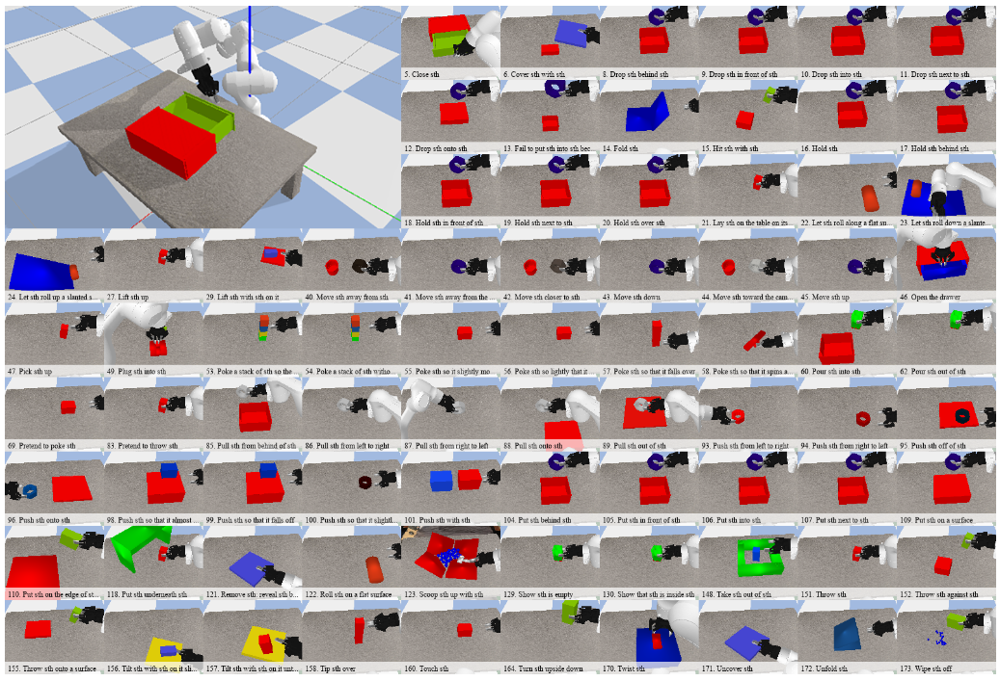 5. Close sth
6. Cover sth with sth
8. Drop sth behind sth
9. Drop sth in front of sth
10. Drop sth into sth
11. Drop sth next to sth
12. Drop sth onto sth
13. Fail to put sth into sth bec...
14. Fold sth
15. Hit sth with sth
16. Hold sth
17. Hold sth behind sth
18. Hold sth in front of sth
19. Hold sth next to sth
20. Hold sth over sth
21. Lay sth on the table on its ...
22. Let sth roll along a flat su...
23. Let sth roll down a slante...
24. Let sth roll up a slanted s...
27. Lift sth up
29. Lift sth with sth on it
40. Move sth away from sth
41. Move sth away from the ...
42. Move sth closer to sth
43. Move sth down
44. Move sth toward the cam...
45. Move sth up
46. Open the drawer
47. Pick sth up
49. Plug sth into sth
53. Poke a stack of sth so the ...
54. Poke a stack of sth witho...
55. Poke sth so it slightly mo...
56. Poke sth so lightly that it ...
57. Poke sth so that it falls over
58. Poke sth so that it spins a...
60. Pour sth into sth
62. Pour sth out of sth
69. Pretend to poke sth
83. Pretend to throw sth
85. Pull sth from behind of sth
86. Pull sth from left to right
87. Pull sth from right to left
88. Pull sth onto sth
89. Pull sth out of sth
93. Push sth from left to right
94. Push sth from right to left
95. Push sth off of sth
96. Push sth onto sth
98. Push sth so that it almost ...
99. Push sth so that it falls off
100. Push sth so that it slightl...
101. Push sth with sth
104. Put sth behind sth
105. Put sth in front of sth
106. Put sth into sth
107. Put sth next to sth
109. Put sth on a surface
110. Put sth on the edge of st...
118. Put sth underneath sth
121. Remove sth: reveal sth b...
122. Roll sth on a flat surface
123. Scoop sth up with sth
129. Show sth is empty
130. Show sth that is inside sth
148. Take sth out of sth
151. Throw sth
152. Throw sth against sth
155. Throw sth onto a surface
156. Tilt sth with sth on it sli...
157. Tilt sth with sth on it unt...
158. Tip sth over
160. Touch sth
164. Turn sth upside down
170. Twist sth
171. Uncover sth
172. Unfold sth
173. Wipe sth off